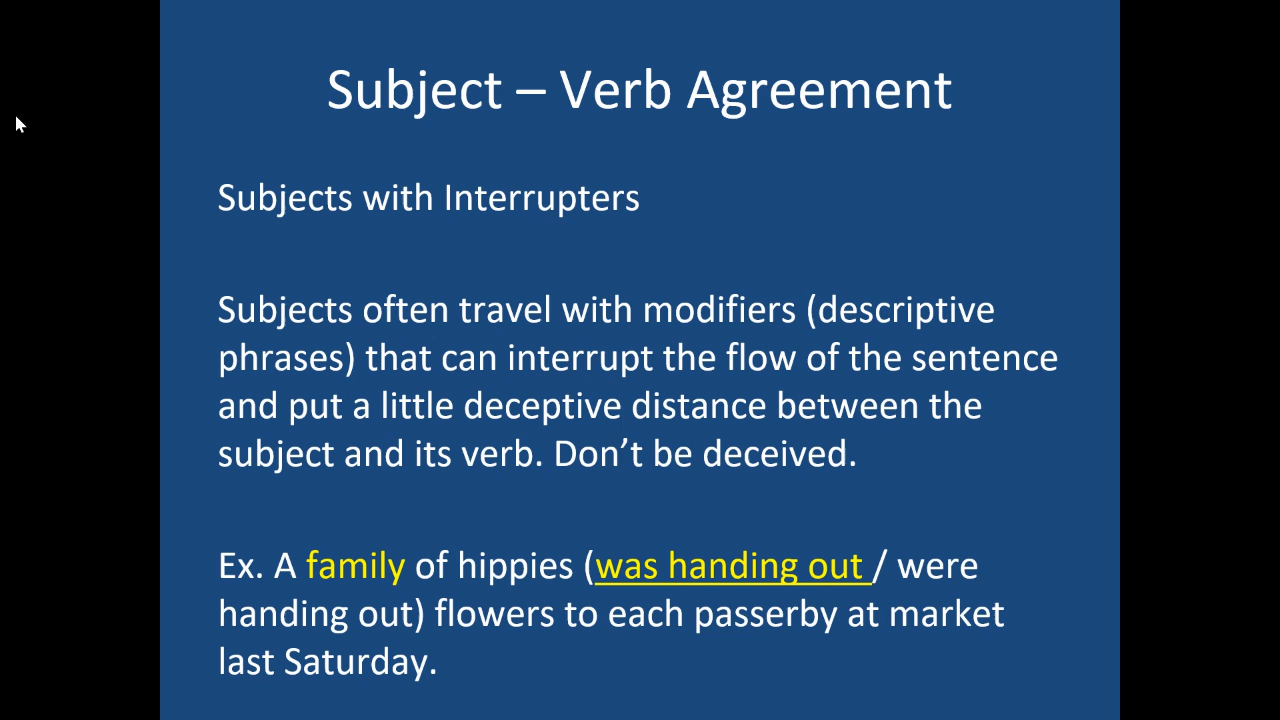 Subject – Verb Agreement
Subjects with Interrupters
Subjects often travel with modifiers (descriptive
phrases) that can interrupt the flow of the sentence
and put a little deceptive distance between the
subject and its verb. Don’t be deceived.
Ex. A family of hippies (was handing out / were
handing out) flowers to each passerby at market
last Saturday.